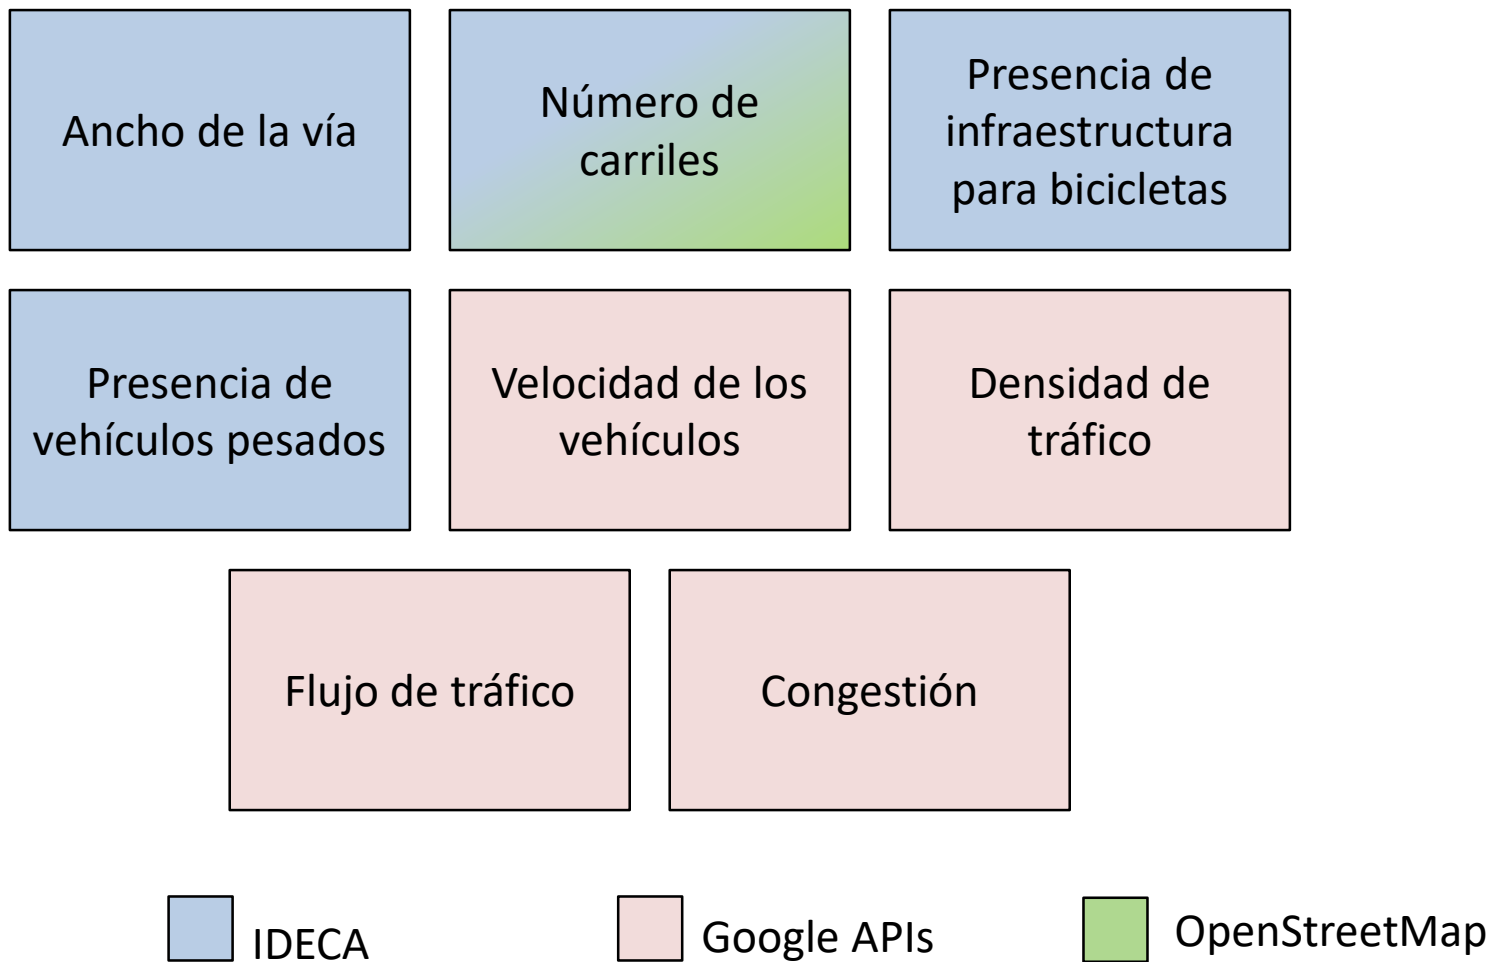 Ancho de la vía
Número de
carriles
Presencia de
infraestructura
para bicicletas
Presencia de
vehículos pesados
Velocidad de los
vehículos
Densidad de
tráfico
Flujo de tráfico
Congestión
IDECA
Google APIs
OpenStreetMap